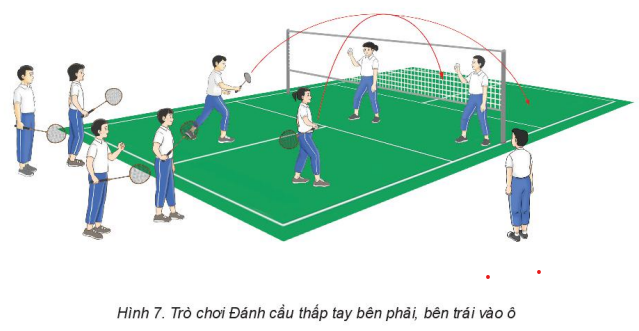 Hình 7. Trò chơi Đánh cầu thấp tay bên phải, bên trái vào ô